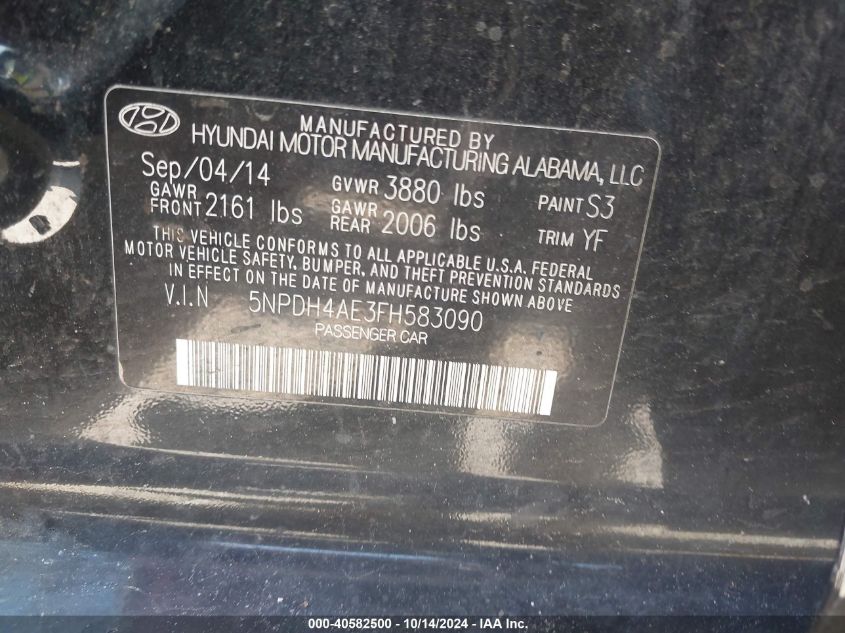 MANUFACTURED BY
HYUNDAI MOTOR MANUFACTURING ALABAMA, LLC
Sep/04/14 GVWR 3880 lbs PAINT S3
GAWR FRONT 2161 lbs GAWR REAR 2006 lbs TRIM YF
THIS VEHICLE CONFORMS TO ALL APPLICABLE U.S.A. FEDERAL
MOTOR VEHICLE SAFETY, BUMPER, AND THEFT PREVENTION STANDARDS
IN EFFECT ON THE DATE OF MANUFACTURE SHOWN ABOVE
V.I.N 5NPDH4AE3FH583090
PASSENGER CAR
000-40582500 - 10/14/2024 - IMAGE.RRSS.